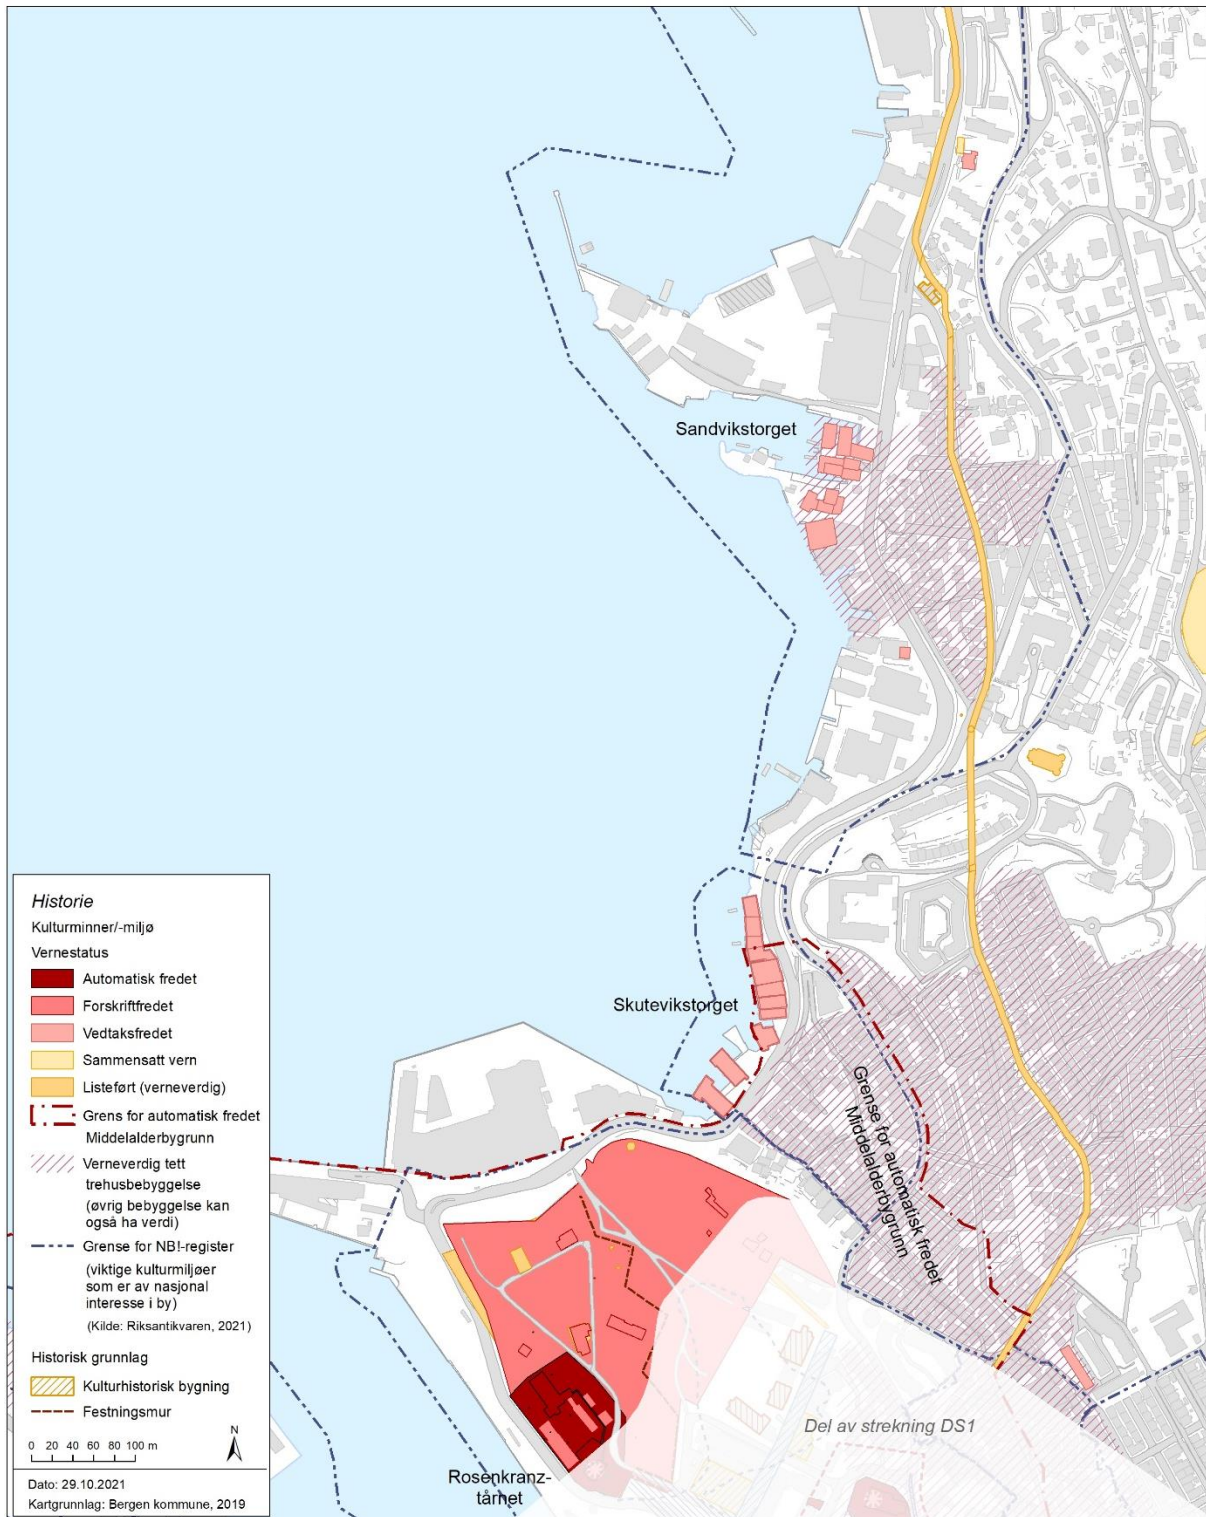 Sandvikstorget
Skutevikstorget
Grense for automatisk fredet
Middelalderbygrunn
Del av strekning DS1
Rosenkranz-
tårnet
Historie
Kulturminner/-miljø
Vernestatus
Automatisk fredet
Forskriftfredet
Vedtaksfredet
Sammensatt vern
Listeført (verneverdig)
Grens for automatisk fredet
Middelalderbygrunn
Verneverdig tett
trehusbebyggelse
(øvrig bebyggelse kan
også ha verdi)
Grense for NB!-register
(viktige kulturmiljøer
som er av nasjonal
interesse i by)
(Kilde: Riksantikvaren, 2021)
Historisk grunnlag
Kulturhistorisk bygning
Festningsmur
N
0 20 40 60 80 100 m
Dato: 29.10.2021
Kartgrunnlag: Bergen kommune, 2019